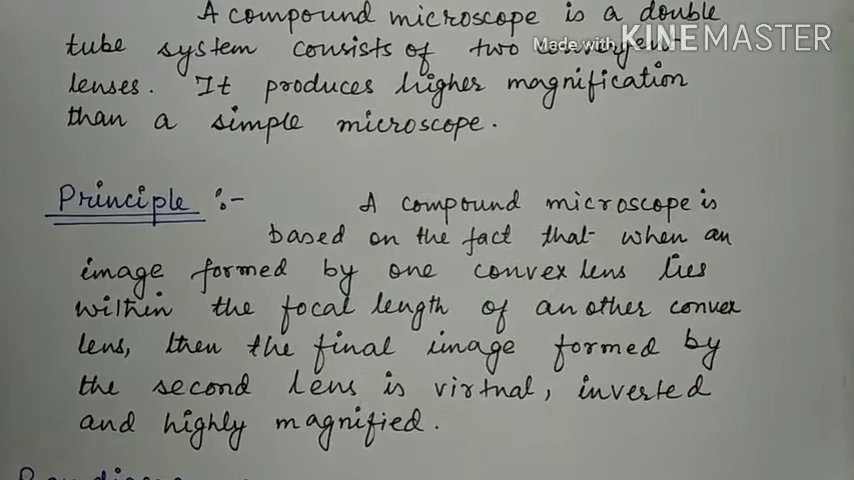 A compound microscope is a double
tube system consists of two convergent
Made with KINEMASTER
lenses. It produces higher magnification
than a simple microscope.
Principle :- A compound microscope is
based on the fact that when an
image formed by one convex lens lies
within the focal length of another convex
lens, then the final image formed by
the second lens is virtual, inverted
and highly magnified.